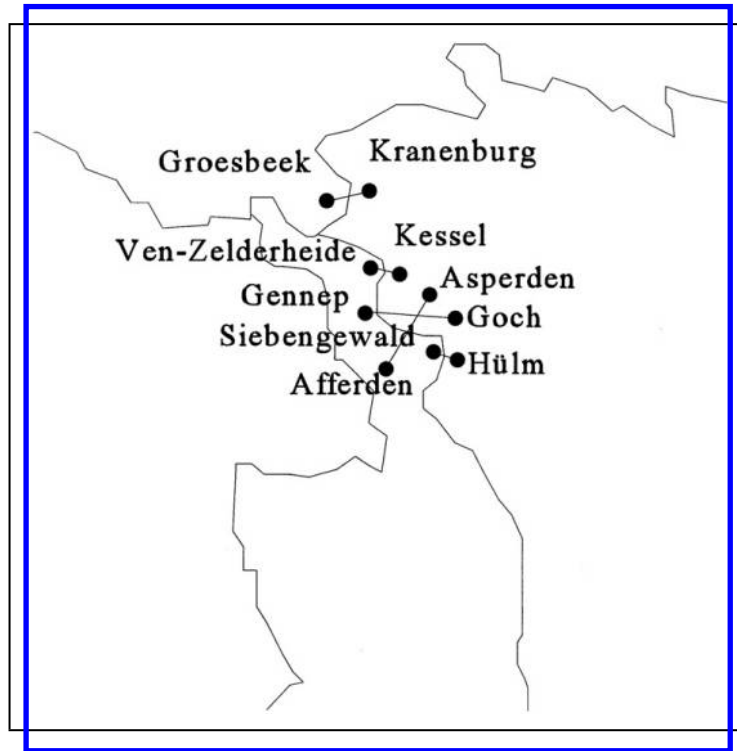 Kranenburg
Groesbeek
Kessel
Ven-Zelderheide
Asperden
Gennep
Goch
Siebengewald
Hülm
Afferden